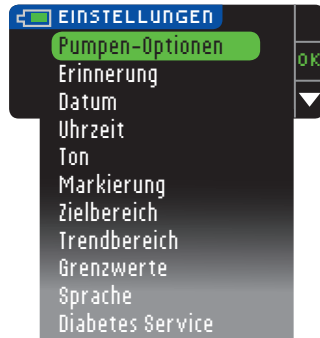 EINSTELLUNGEN
Pumpen-Optionen
OK
Erinnerung
Datum
Uhrzeit
Ton
Markierung
Zielbereich
Trendbereich
Grenzwerte
Sprache
Diabetes Service